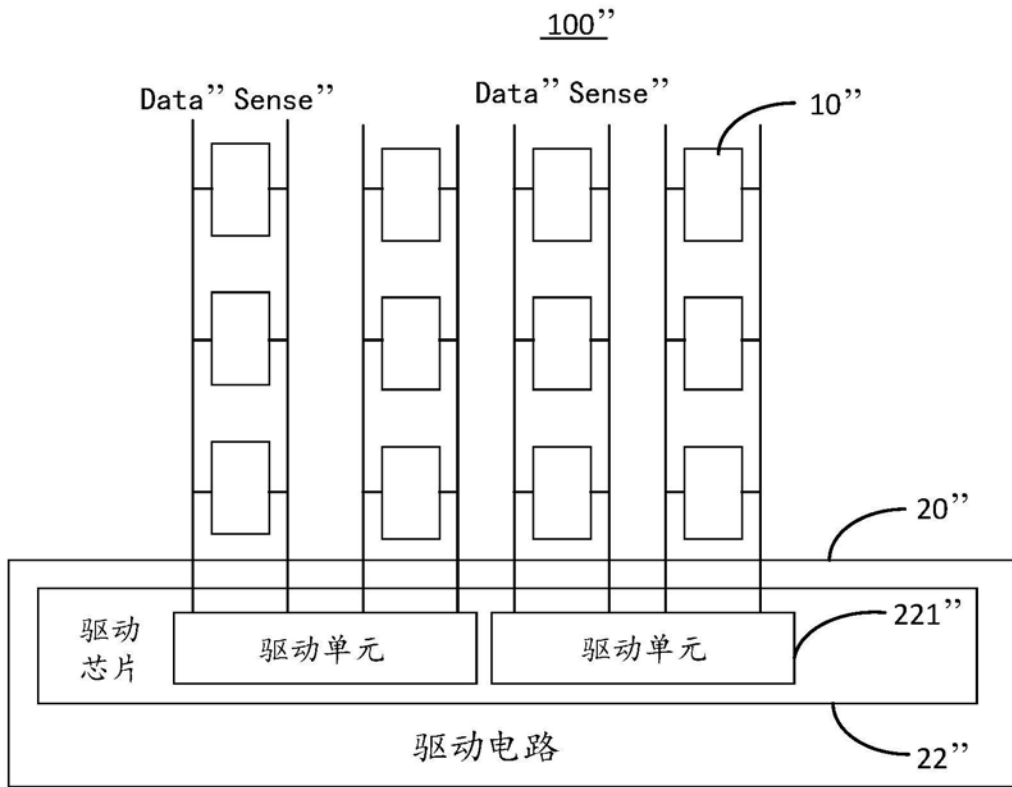 100”
Data” Sense”
Data” Sense”
10”
20”
221”
驱动
芯片
驱动单元
驱动单元
22”
驱动电路